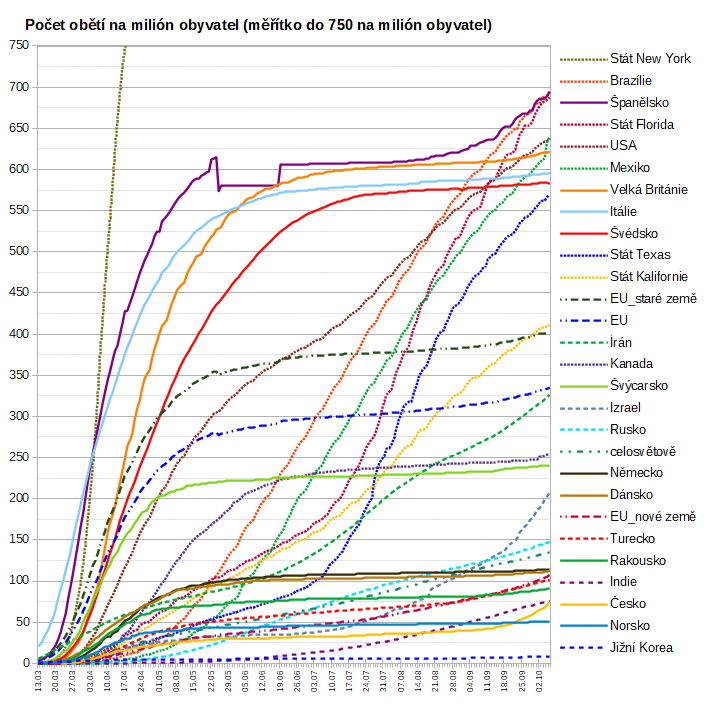 Počet obětí na milión obyvatel (měřítko do 750 na milión obyvatel)
750
700
650
600
550
500
450
400
350
300
250
200
150
100
50
0
13.03
20.03
27.03
03.04
10.04
17.04
24.04
01.05
08.05
15.05
22.05
29.05
05.06
12.06
19.06
26.06
03.07
10.07
17.07
24.07
31.07
07.08
14.08
21.08
28.08
04.09
11.09
18.09
25.09
02.10
Stát New York
Brazílie
Španělsko
Stát Florida
USA
Mexiko
Velká Británie
Itálie
Švédsko
Stát Texas
Stát Kalifornie
EU_staré země
EU
Írán
Kanada
Švýcarsko
Izrael
Rusko
celosvětově
Německo
Dánsko
EU_nové země
Turecko
Rakousko
Indie
Česko
Norsko
Jižní Korea